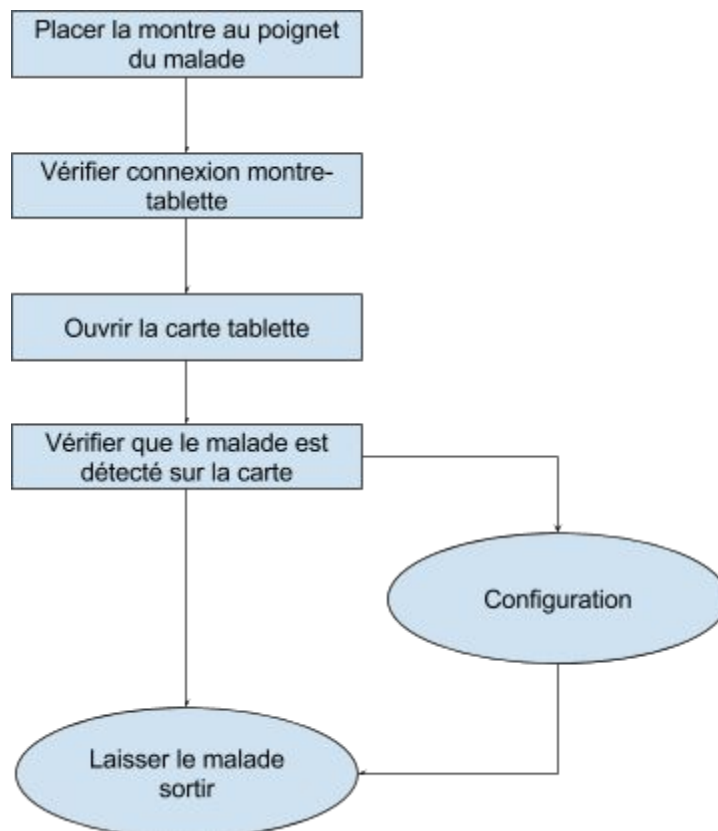 Placer la montre au poignet
du malade
Vérifier connexion montre-
tablette
Ouvrir la carte tablette
Vérifier que le malade est
détecté sur la carte
Configuration
Laisser le malade
sortir